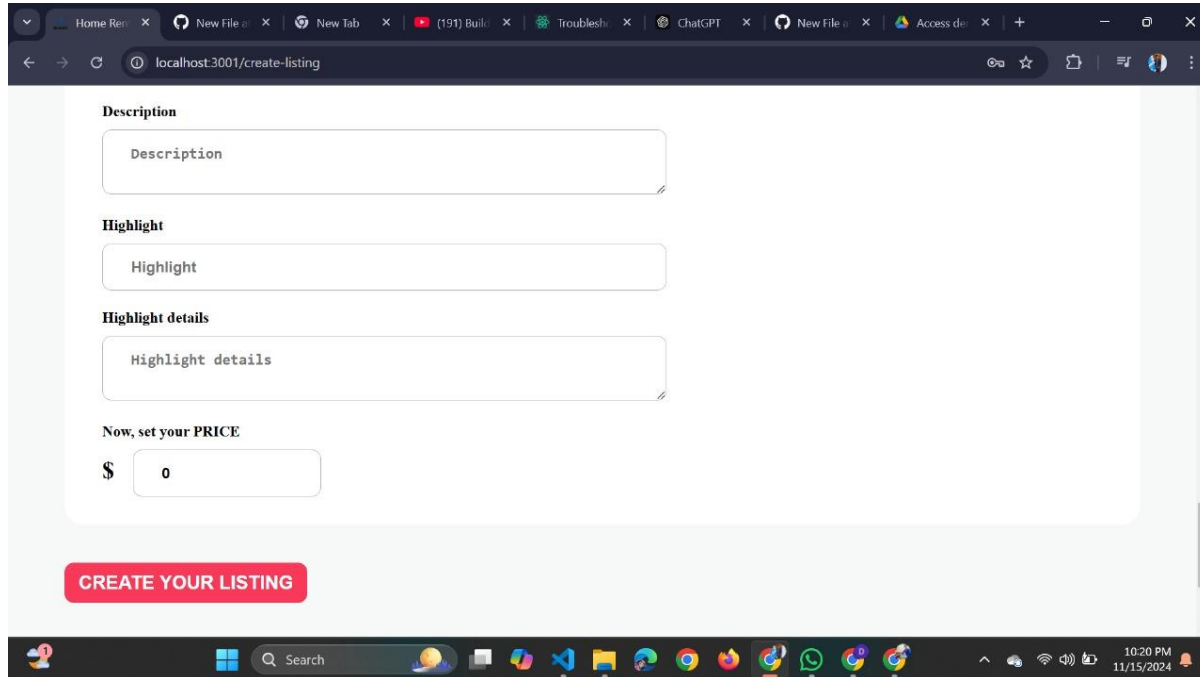 Home Ren
New File a
New Tab
(191) Build
Troublesho
ChatGPT
New File a
Access der
localhost:3001/create-listing
Description
Description
Highlight
Highlight
Highlight details
Highlight details
Now, set your PRICE
$ 0
CREATE YOUR LISTING
1
Search
10:20 PM
11/15/2024